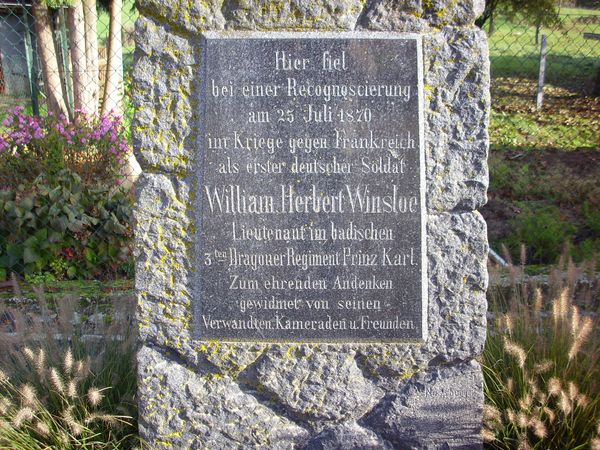 Hier fiel
bei einer Recognoscierung
am 25 Juli 1870
im Kriege gegen Frankreich
als erster deutscher Soldat
William Herbert Winsloe
Lieutenant im badischen
3ten Dragoner Regiment Prinz Karl.
Zum ehrenden Andenken
gewidmet von seinen
Verwandten, Kameraden u. Freunden.